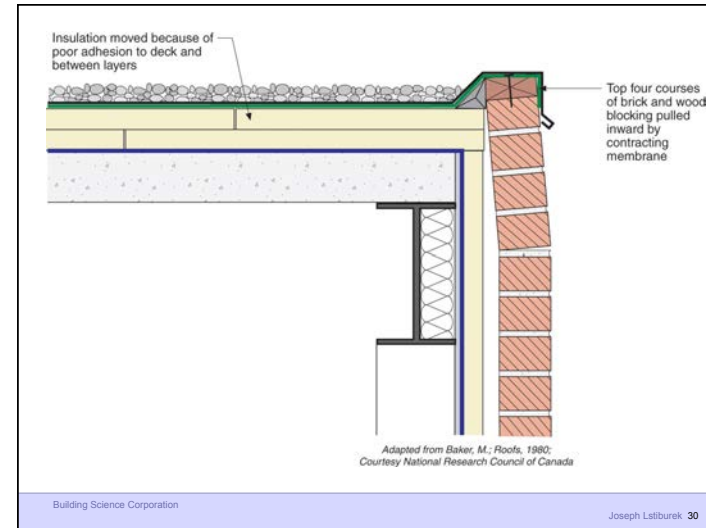 Insulation moved because of
poor adhesion to deck and
between layers
Top four courses
of brick and wood
blocking pulled
inward by
contracting
membrane
Adapted from Baker, M.; Roofs, 1980;
Courtesy National Research Council of Canada
Building Science Corporation
Joseph Lstiburek 30